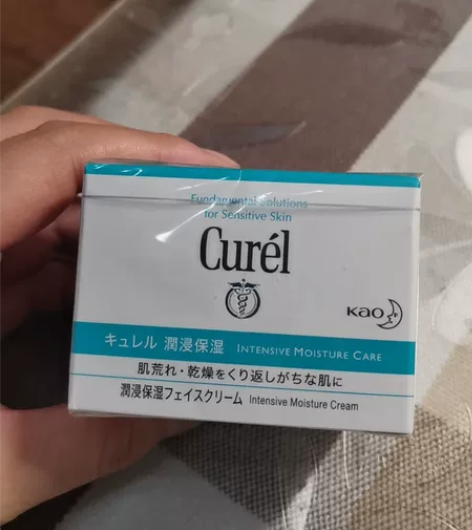 Fundamental Solutions
for Sensitive Skin
Curél
Kao
キュレル 潤浸保湿 INTENSIVE MOISTURE CARE
肌荒れ・乾燥をくり返しがちな肌に
潤浸保湿フェイスクリーム Intensive Moisture Cream